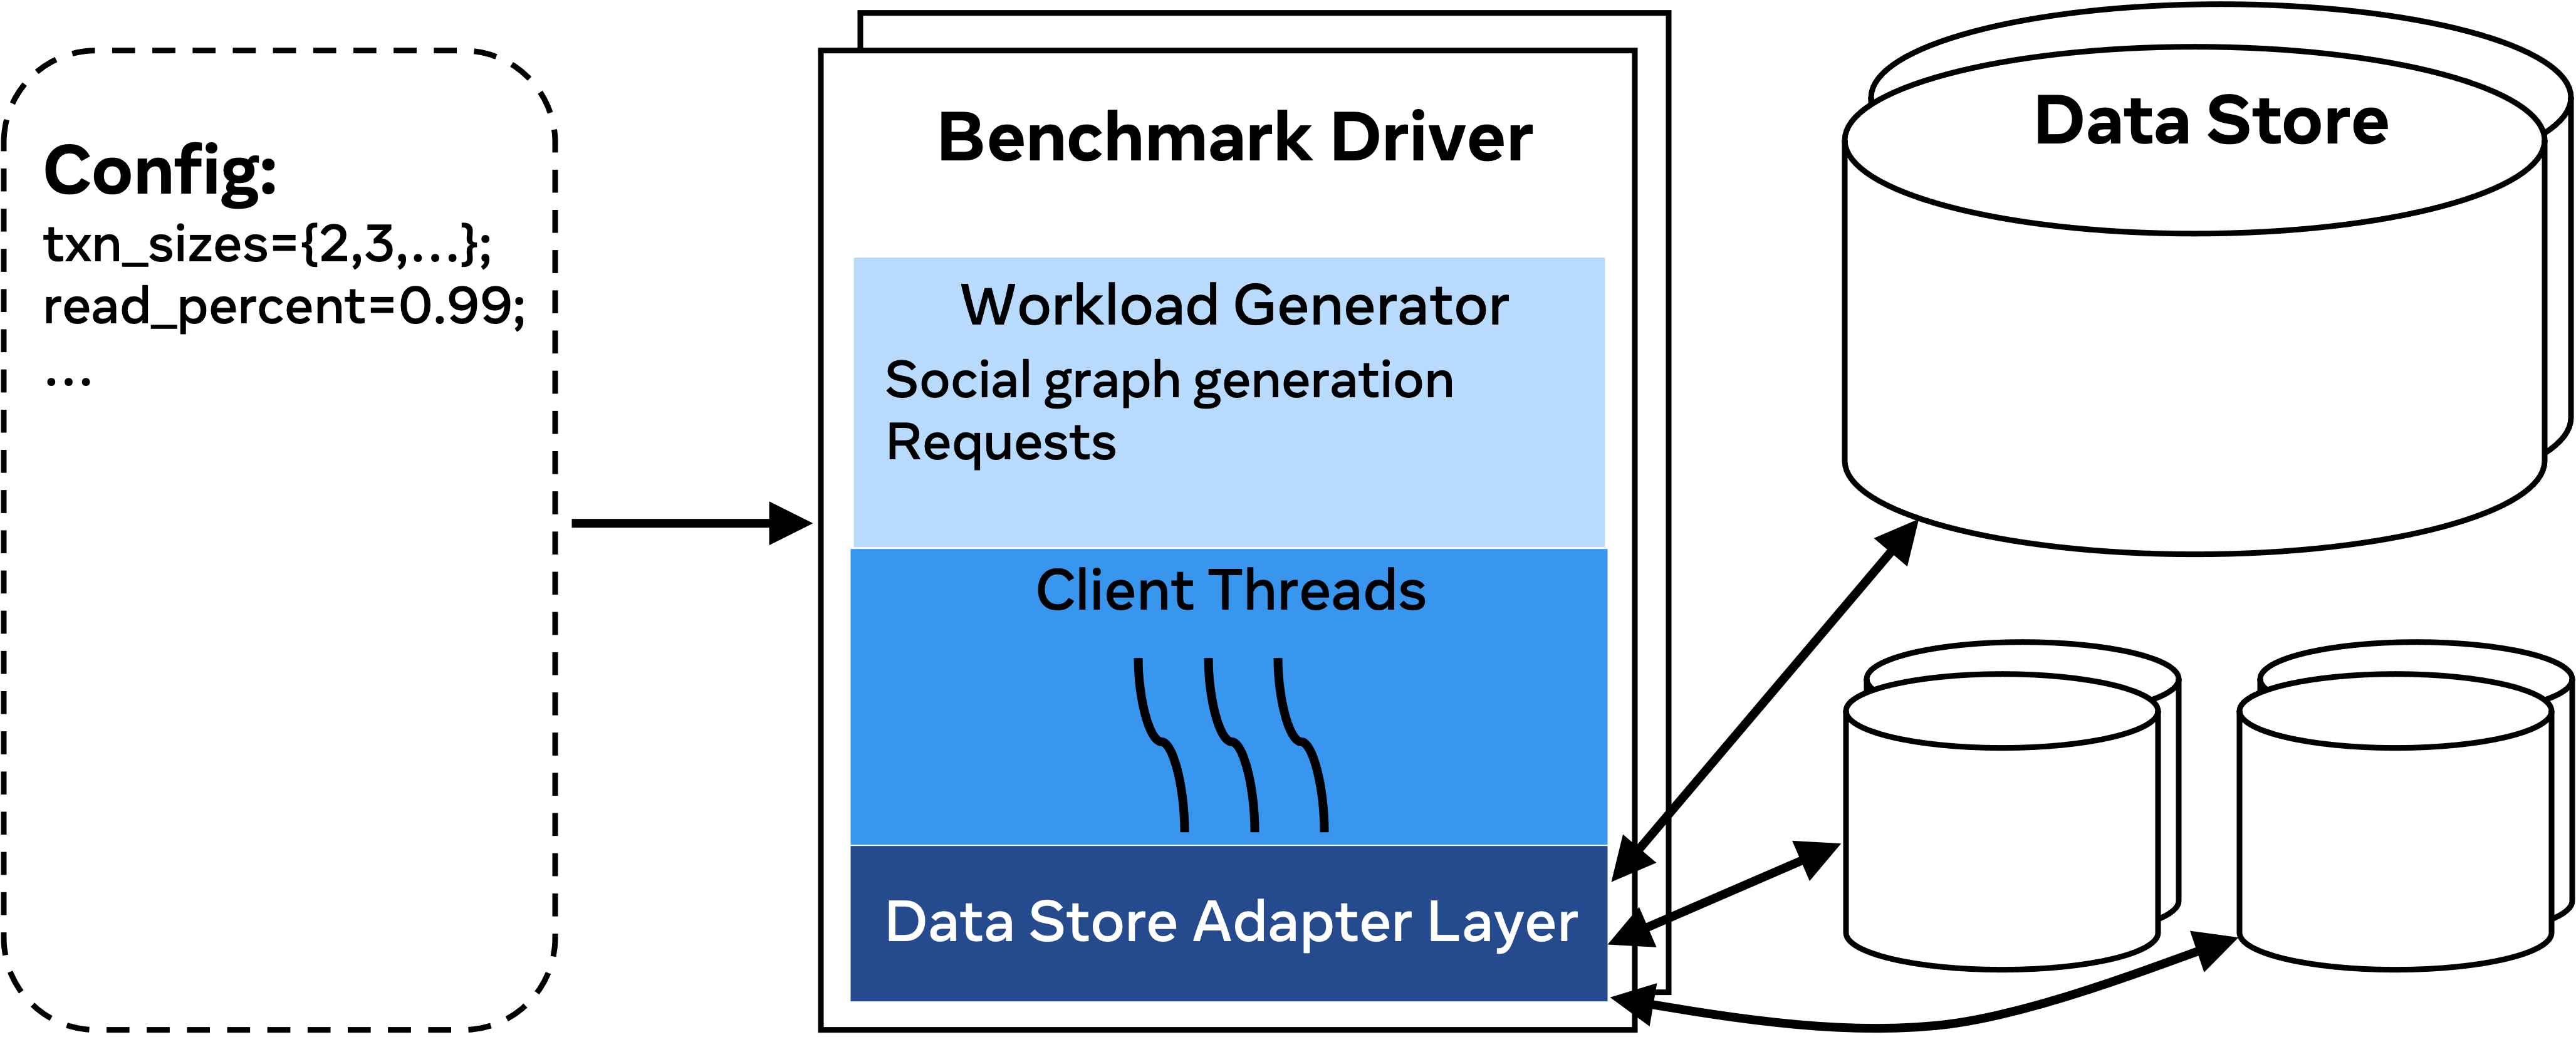 Config:
txn_sizes={2,3,...};
read_percent=0.99;
...
Benchmark Driver
Workload Generator
Social graph generation
Requests
Client Threads
Data Store Adapter Layer
Data Store